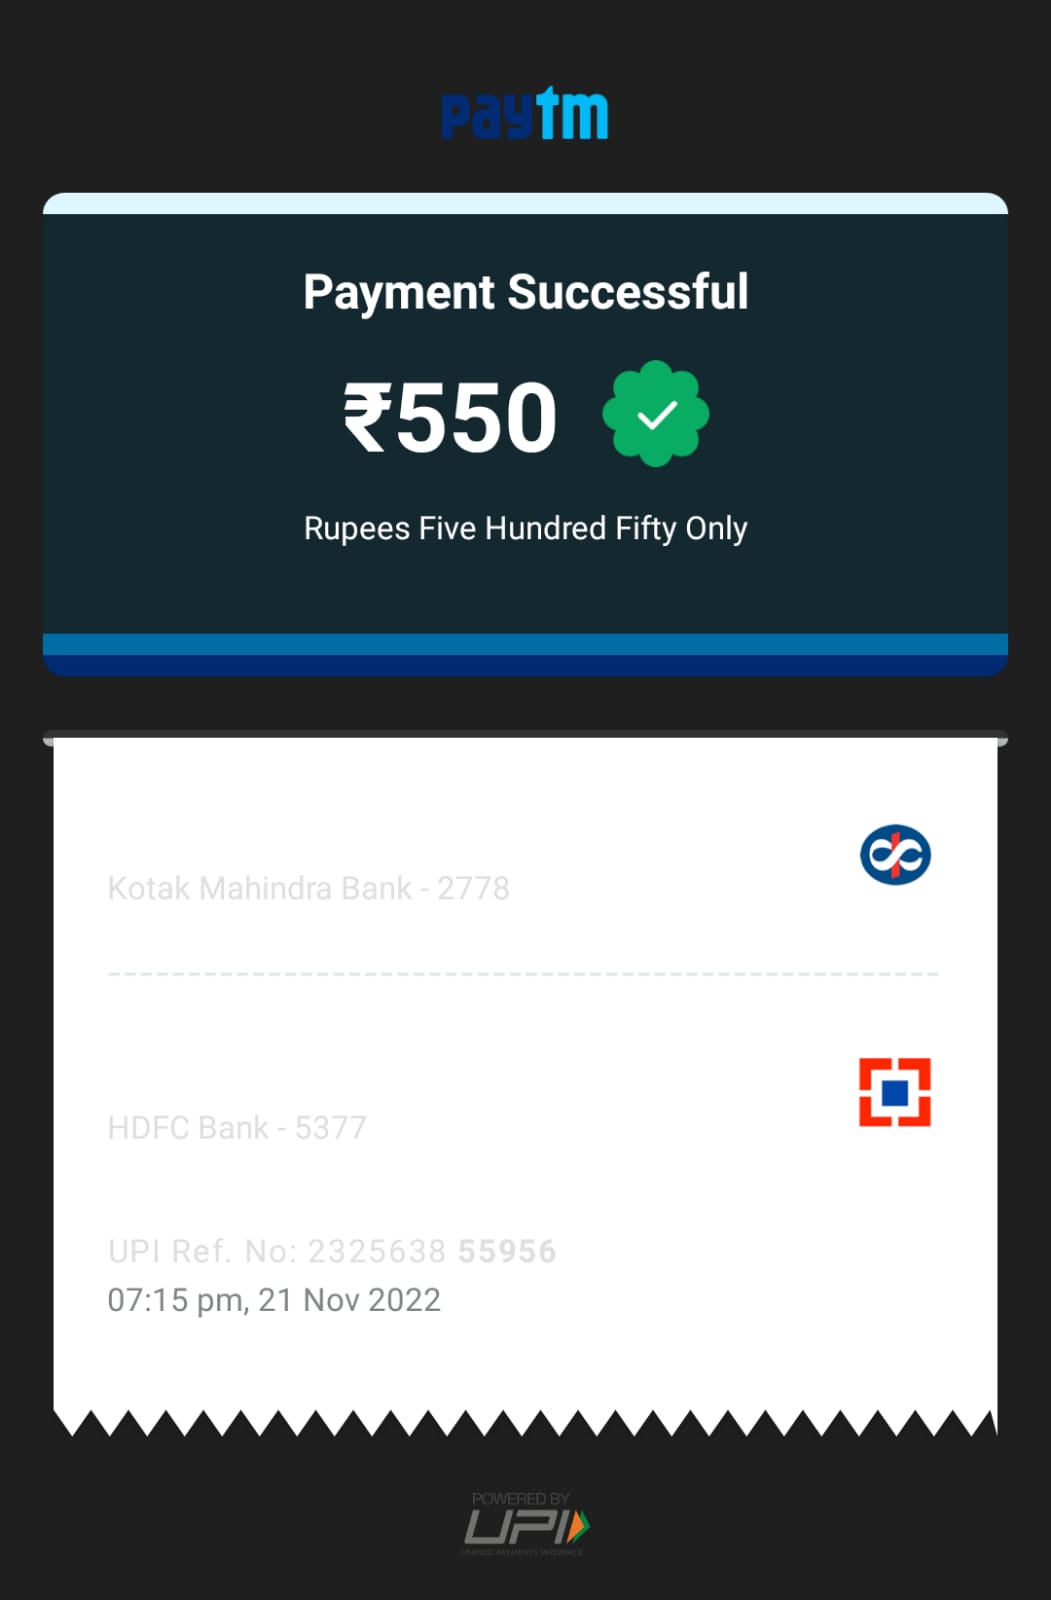 paytm
Payment Successful
₹550
Rupees Five Hundred Fifty Only
Kotak Mahindra Bank - 2778
HDFC Bank - 5377
UPI Ref. No: 2325638 55956
07:15 pm, 21 Nov 2022
POWERED BY
UPI
UNIFIED PAYMENTS INTERFACE